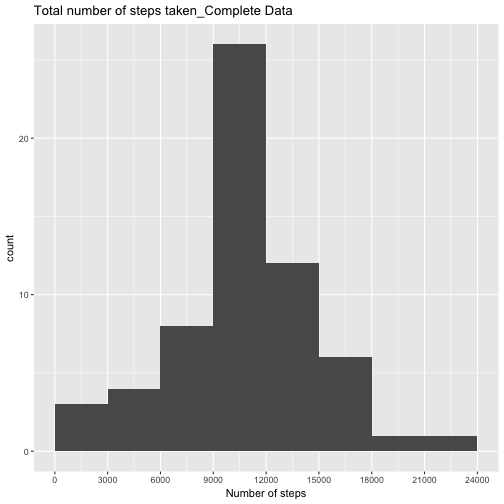 Total number of steps taken_Complete Data
20
10
0
count
0 3000 6000 9000 12000 15000 18000 21000 24000
Number of steps